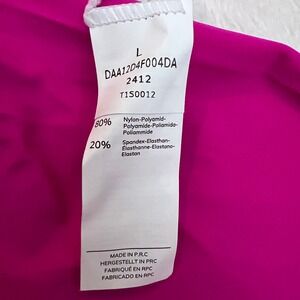 L
DAA12D4F004DA
2412
T1S0012
80% Nylon-Polyamid-
Polyamide-Poliamida-
Poliammide
20% Spandex-Elasthan-
Élasthanne-Elastano-
Elastan
MADE IN P.R.C
HERGESTELLT IN PRC
FABRIQUÉ EN RPC
FABRICADO EN RPC